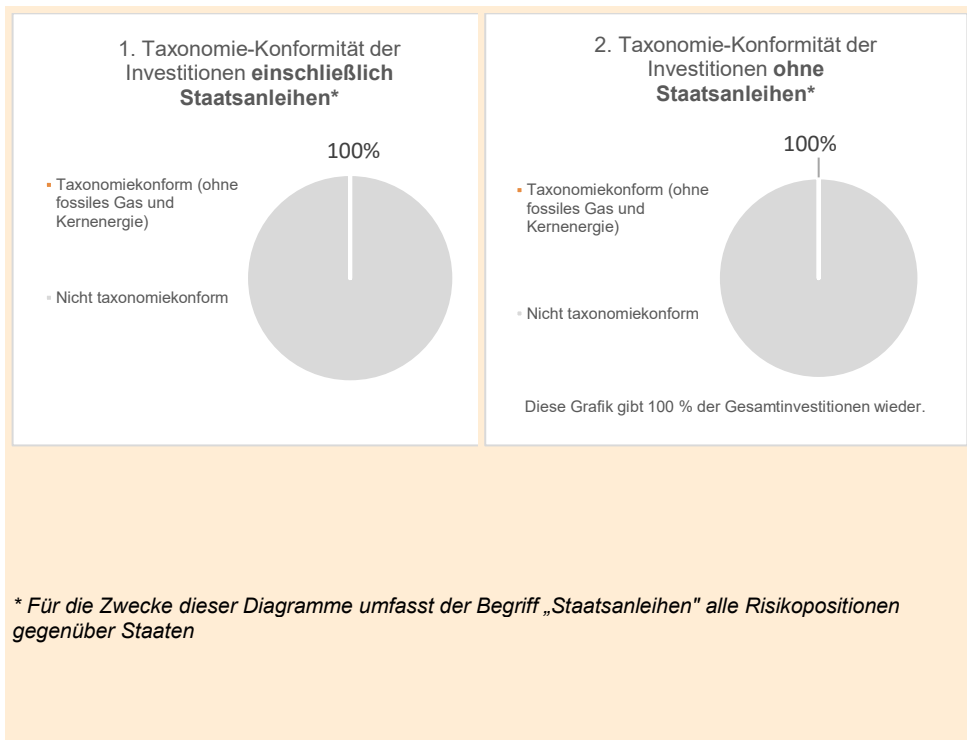 1. Taxonomie-Konformität der
Investitionen einschließlich
Staatsanleihen*
100%
Taxonomiekonform (ohne
fossiles Gas und
Kernenergie)
Nicht taxonomiekonform
2. Taxonomie-Konformität der
Investitionen ohne
Staatsanleihen*
100%
Taxonomiekonform (ohne
fossiles Gas und
Kernenergie)
Nicht taxonomiekonform
Diese Grafik gibt 100 % der Gesamtinvestitionen wieder.
* Für die Zwecke dieser Diagramme umfasst der Begriff „Staatsanleihen" alle Risikopositionen
gegenüber Staaten